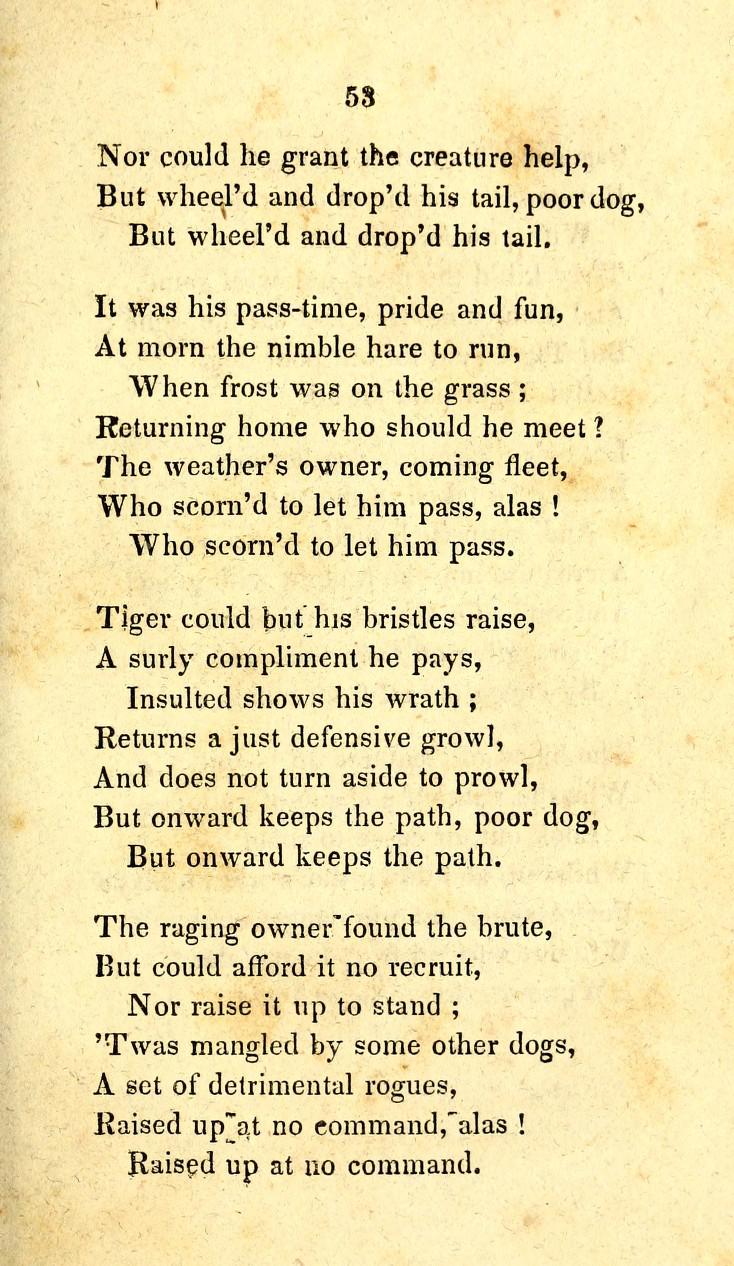 53
Nor could he grant the creature help,
But wheel'd and drop'd his tail, poor dog,
But wheel'd and drop'd his tail.
It was his pass-time, pride and fun,
At morn the nimble hare to run,
When frost was on the grass ;
Returning home who should he meet ?
The weather's owner, coming fleet,
Who scorn'd to let him pass, alas !
Who scorn'd to let him pass.
Tiger could but his bristles raise,
A surly compliment he pays,
Insulted shows his wrath ;
Returns a just defensive growl,
And does not turn aside to prowl,
But onward keeps the path, poor dog,
But onward keeps the path.
The raging owner found the brute,
But could afford it no recruit,
Nor raise it up to stand ;
'Twas mangled by some other dogs,
A set of detrimental rogues,
Raised up at no command, alas !
Raised up at no command.